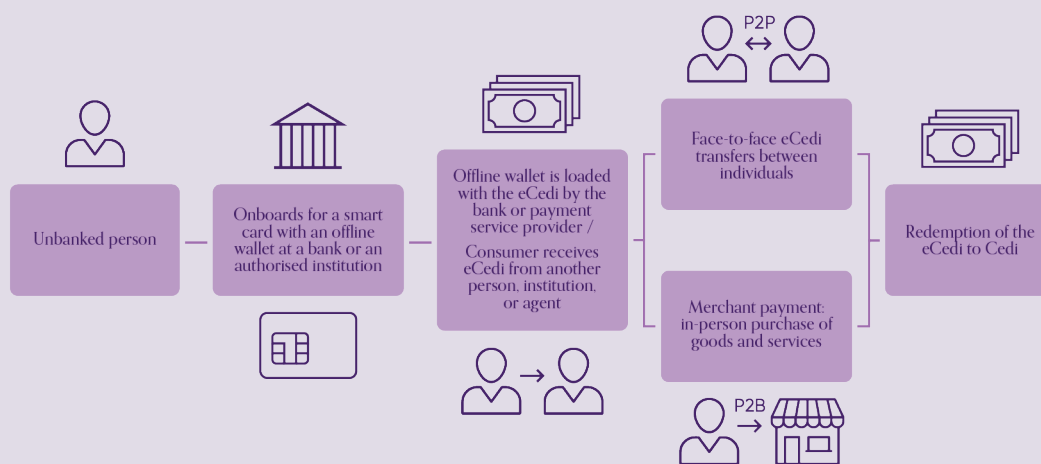 Unbanked person
Onboards for a smart
card with an offline
wallet at a bank or an
authorised institution
Offline wallet is loaded
with the eCedi by the
bank or payment
service provider /
Consumer receives
eCedi from another
person, institution,
or agent
P2P
Face-to-face eCedi
transfers between
individuals
Merchant payment:
in-person purchase of
goods and services
P2B
Redemption of the
eCedi to Cedi